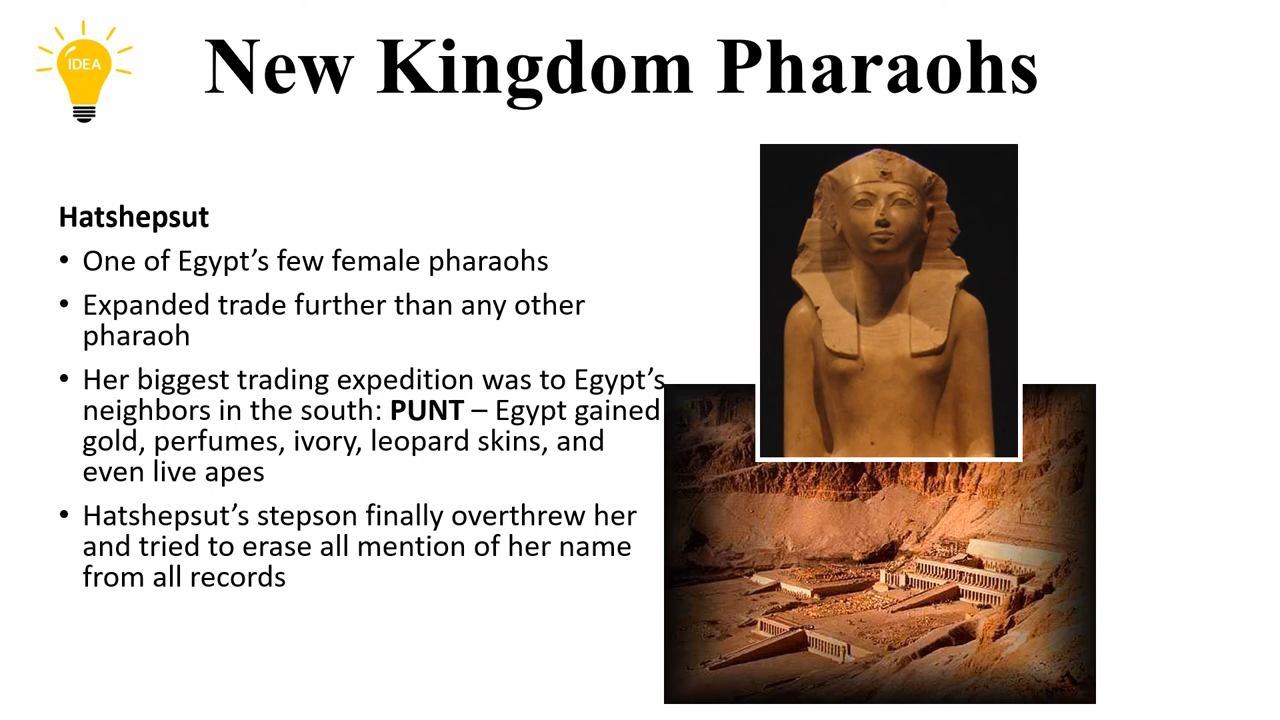 IDEA
New Kingdom Pharaohs
Hatshepsut
• One of Egypt’s few female pharaohs
• Expanded trade further than any other
pharaoh
• Her biggest trading expedition was to Egypt’s
neighbors in the south: PUNT – Egypt gained
gold, perfumes, ivory, leopard skins, and
even live apes
• Hatshepsut’s stepson finally overthrew her
and tried to erase all mention of her name
from all records